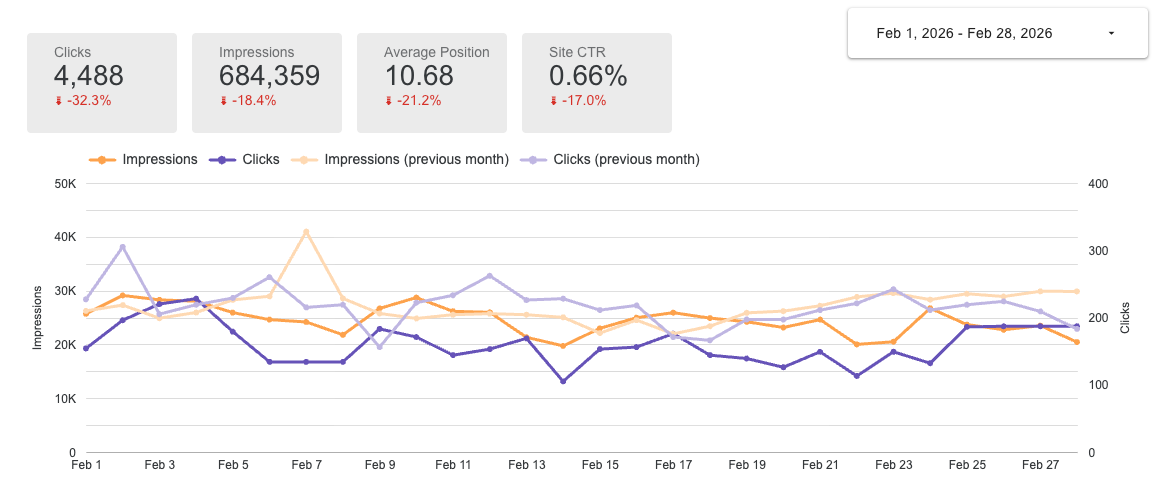 Feb 1, 2026 - Feb 28, 2026
Clicks
4,488
-32.3%
Impressions
684,359
-18.4%
Average Position
10.68
-21.2%
Site CTR
0.66%
-17.0%
Impressions Clicks Impressions (previous month) Clicks (previous month)
50K
40K
30K
20K
10K
0
Impressions
400
300
200
100
0
Clicks
Feb 1 Feb 3 Feb 5 Feb 7 Feb 9 Feb 11 Feb 13 Feb 15 Feb 17 Feb 19 Feb 21 Feb 23 Feb 25 Feb 27